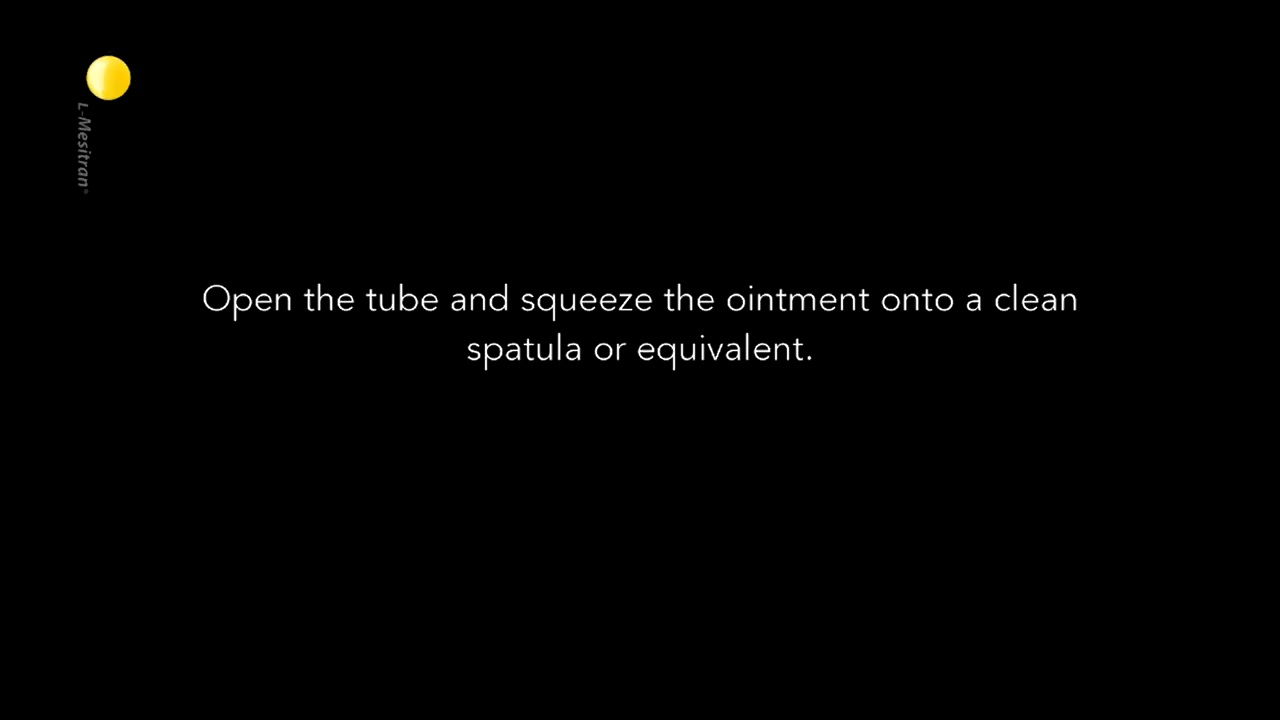 L-Mesitran®
Open the tube and squeeze the ointment onto a clean
spatula or equivalent.